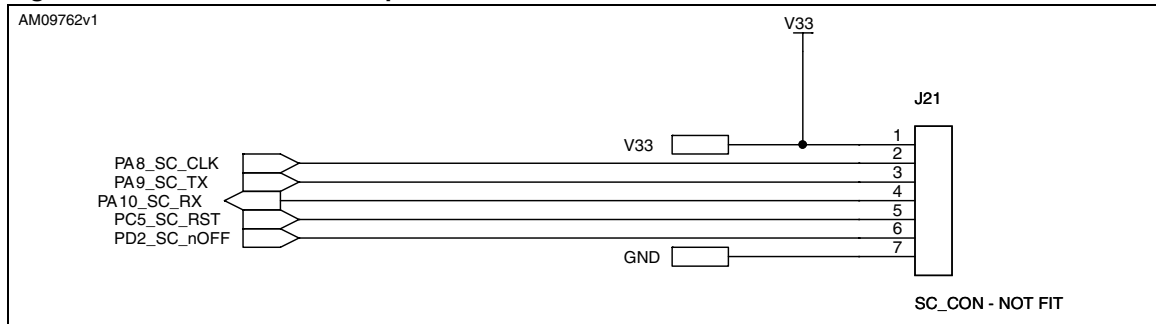 AM09762v1
V33
J21
V33
1
PA8_SC_CLK
2
PA9_SC_TX
3
PA10_SC_RX
4
PC5_SC_RST
5
PD2_SC_nOFF
6
GND
7
SC_CON - NOT FIT